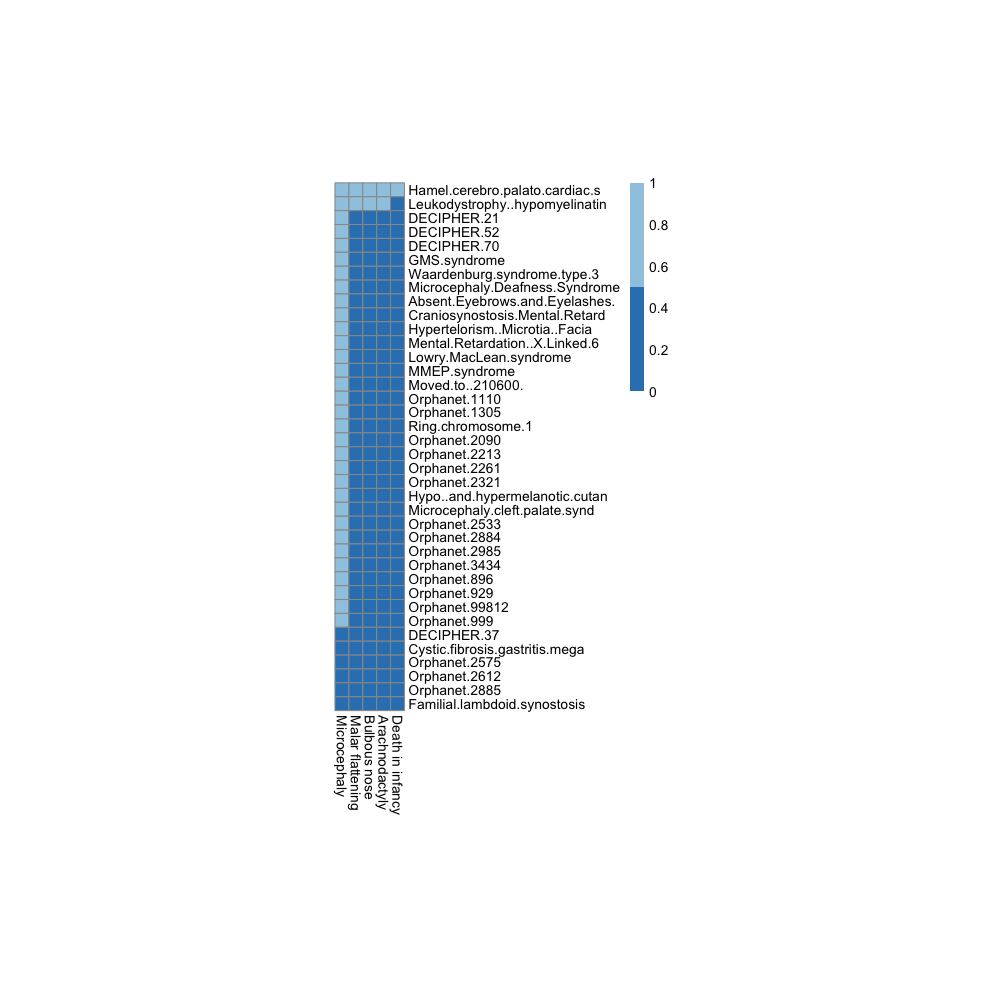 Hamel.cerebro.palato.cardiac.s
Leukodystrophy..hypomyelinatin
DECIPHER.21
DECIPHER.52
DECIPHER.70
GMS.syndrome
Waardenburg.syndrome.type.3
Microcephaly.Deafness.Syndrome
Absent.Eyebrows.and.Eyelashes.
Craniosynostosis.Mental.Retard
Hypertelorism..Microtia..Facia
Mental.Retardation..X.Linked.6
Lowry.MacLean.syndrome
MMEP.syndrome
Moved.to..210600.
Orphanet.1110
Orphanet.1305
Ring.chromosome.1
Orphanet.2090
Orphanet.2213
Orphanet.2261
Orphanet.2321
Hypo..and.hypermelanotic.cutan
Microcephaly.cleft.palate.synd
Orphanet.2533
Orphanet.2884
Orphanet.2985
Orphanet.3434
Orphanet.896
Orphanet.929
Orphanet.99812
Orphanet.999
DECIPHER.37
Cystic.fibrosis.gastritis.mega
Orphanet.2575
Orphanet.2612
Orphanet.2885
Familial.lambdoid.synostosis
Microcephaly
Malar flattening
Bulbous nose
Arachnodactyly
Death in infancy
1
0.8
0.6
0.4
0.2
0